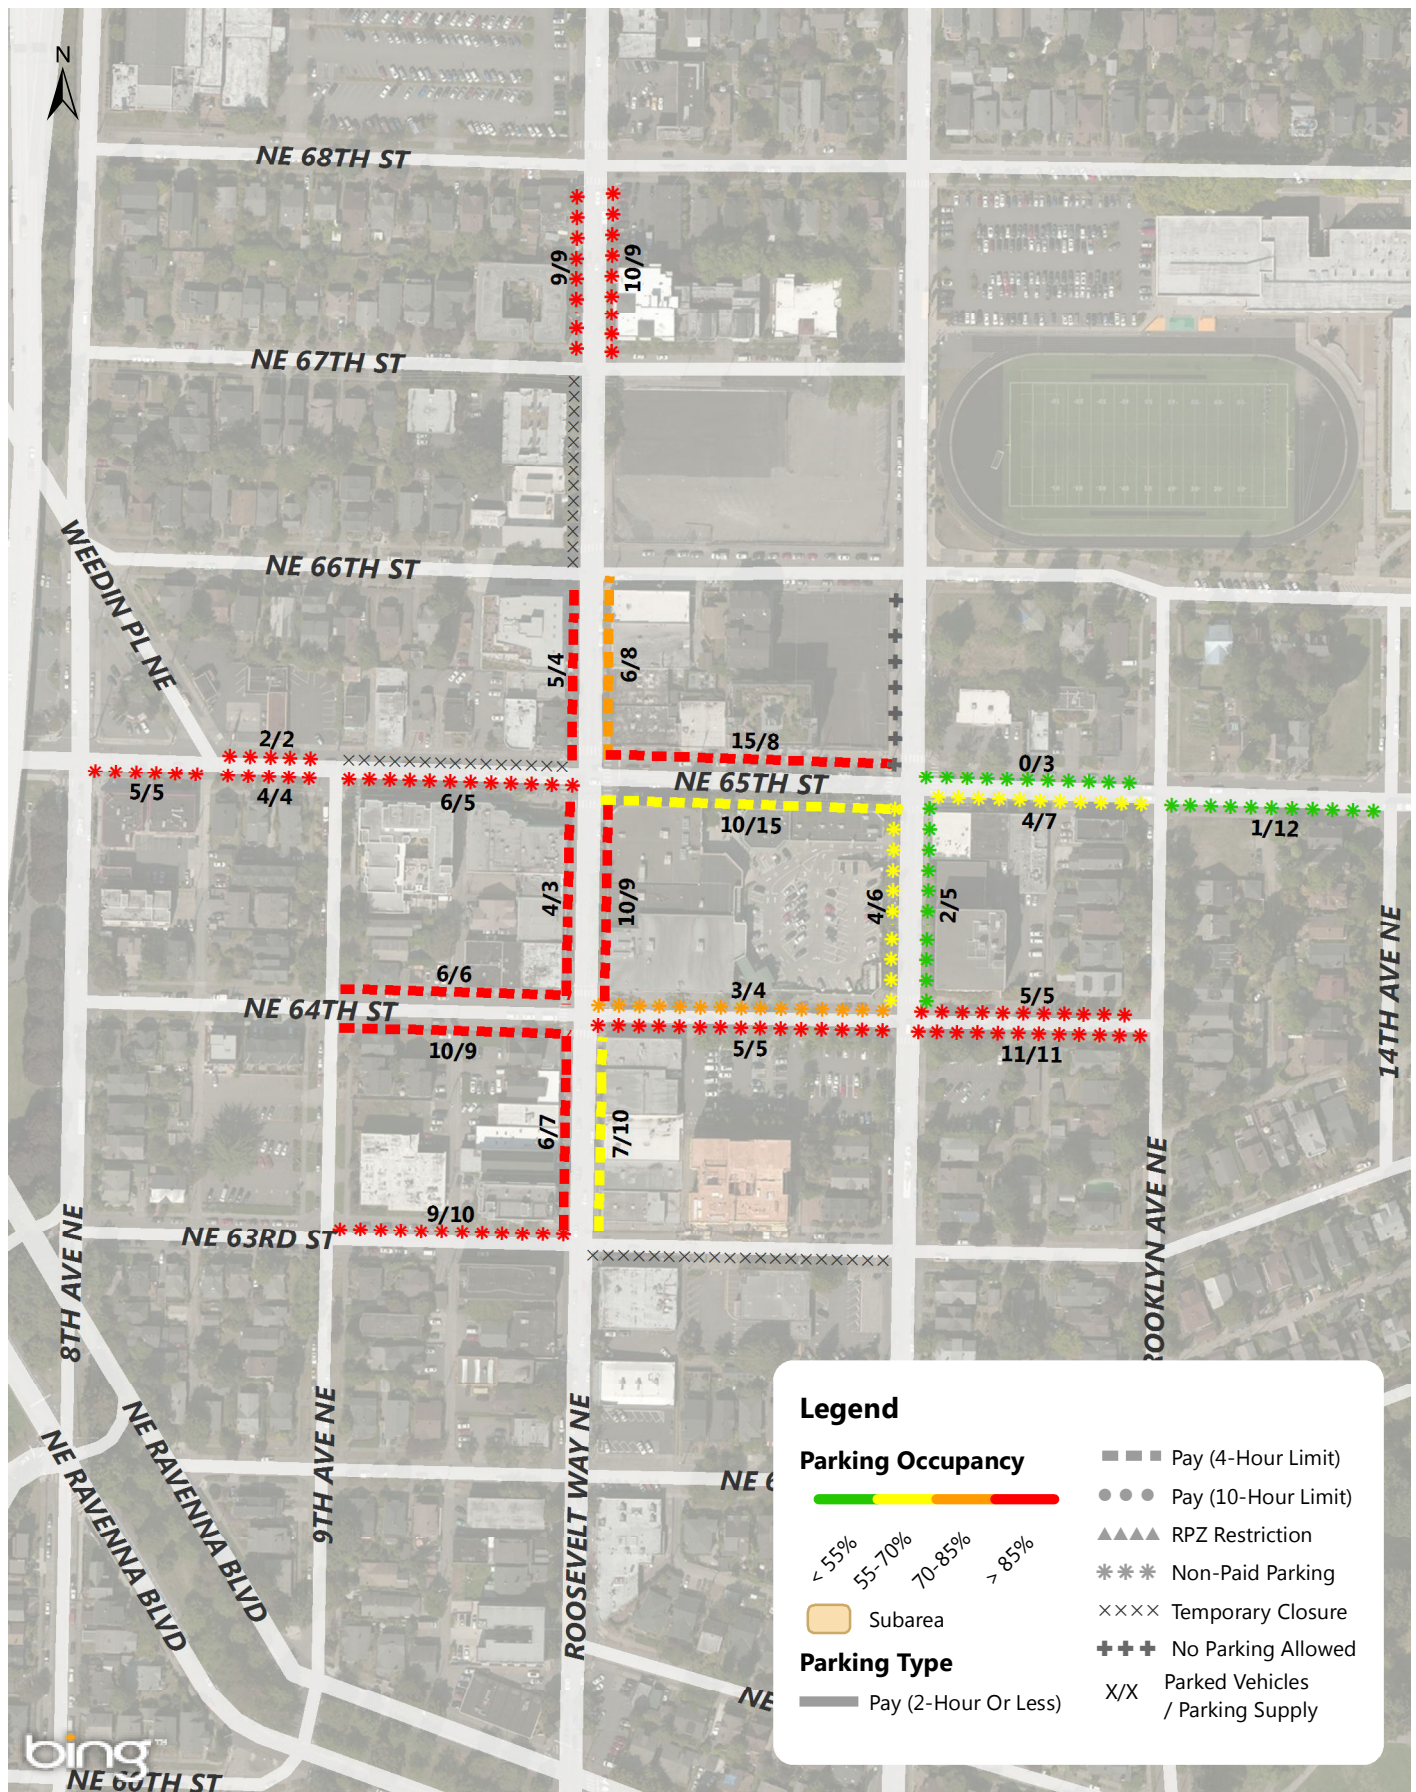 N
NE 68TH ST
9/9
10/9
NE 67TH ST
WEEDIN PL NE
NE 66TH ST
5/4
6/8
2/2
15/8
0/3
NE 65TH ST
5/5
4/4
6/5
10/15
4/7
1/12
4/3
10/9
4/6
2/5
14TH AVE NE
6/6
3/4
5/5
NE 64TH ST
10/9
5/5
11/11
6/7
7/10
9/10
NE 63RD ST
8TH AVE NE
ROOKLYN AVE NE
9TH AVE NE
ROOSEVELT WAY NE
NE RAVENNA BLVD
NE RAVENNA BLVD
NE 6
NE
NE 60TH ST
bing
Legend
Parking Occupancy
< 55%
55-70%
70-85%
> 85%
Subarea
Parking Type
Pay (2-Hour Or Less)
Pay (4-Hour Limit)
Pay (10-Hour Limit)
RPZ Restriction
Non-Paid Parking
Temporary Closure
No Parking Allowed
X/X Parked Vehicles
/ Parking Supply